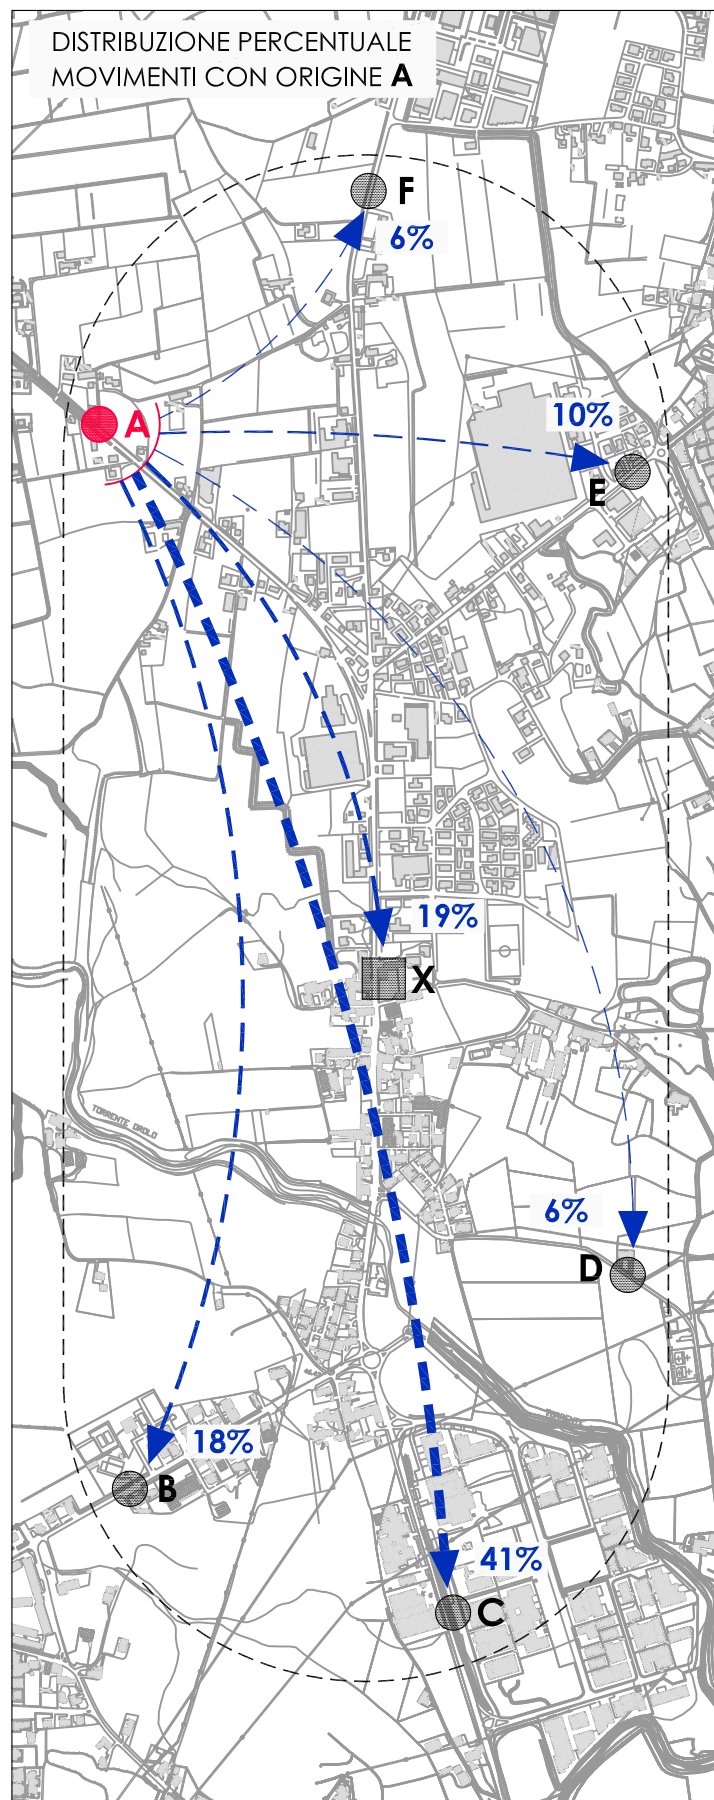 DISTRIBUZIONE PERCENTUALE
MOVIMENTI CON ORIGINE A
F
6%
10%
A
E
19%
X
TORRENTE OROLO
6%
D
18%
B
41%
C